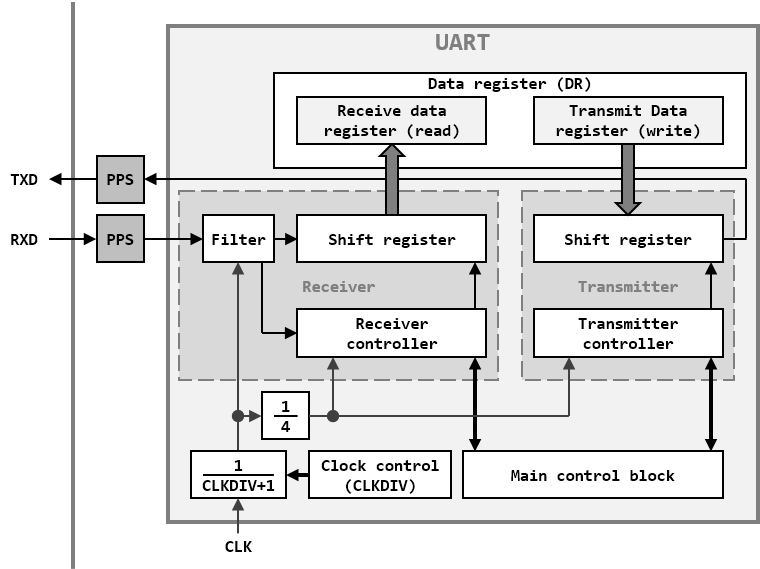 UART
Data register (DR)
Receive data
register (read)
Transmit Data
register (write)
TXD
PPS
RXD
PPS
Filter
Shift register
Shift register
Receiver
Transmitter
Receiver
controller
Transmitter
controller
1
4
1
CLKDIV+1
Clock control
(CLKDIV)
Main control block
CLK